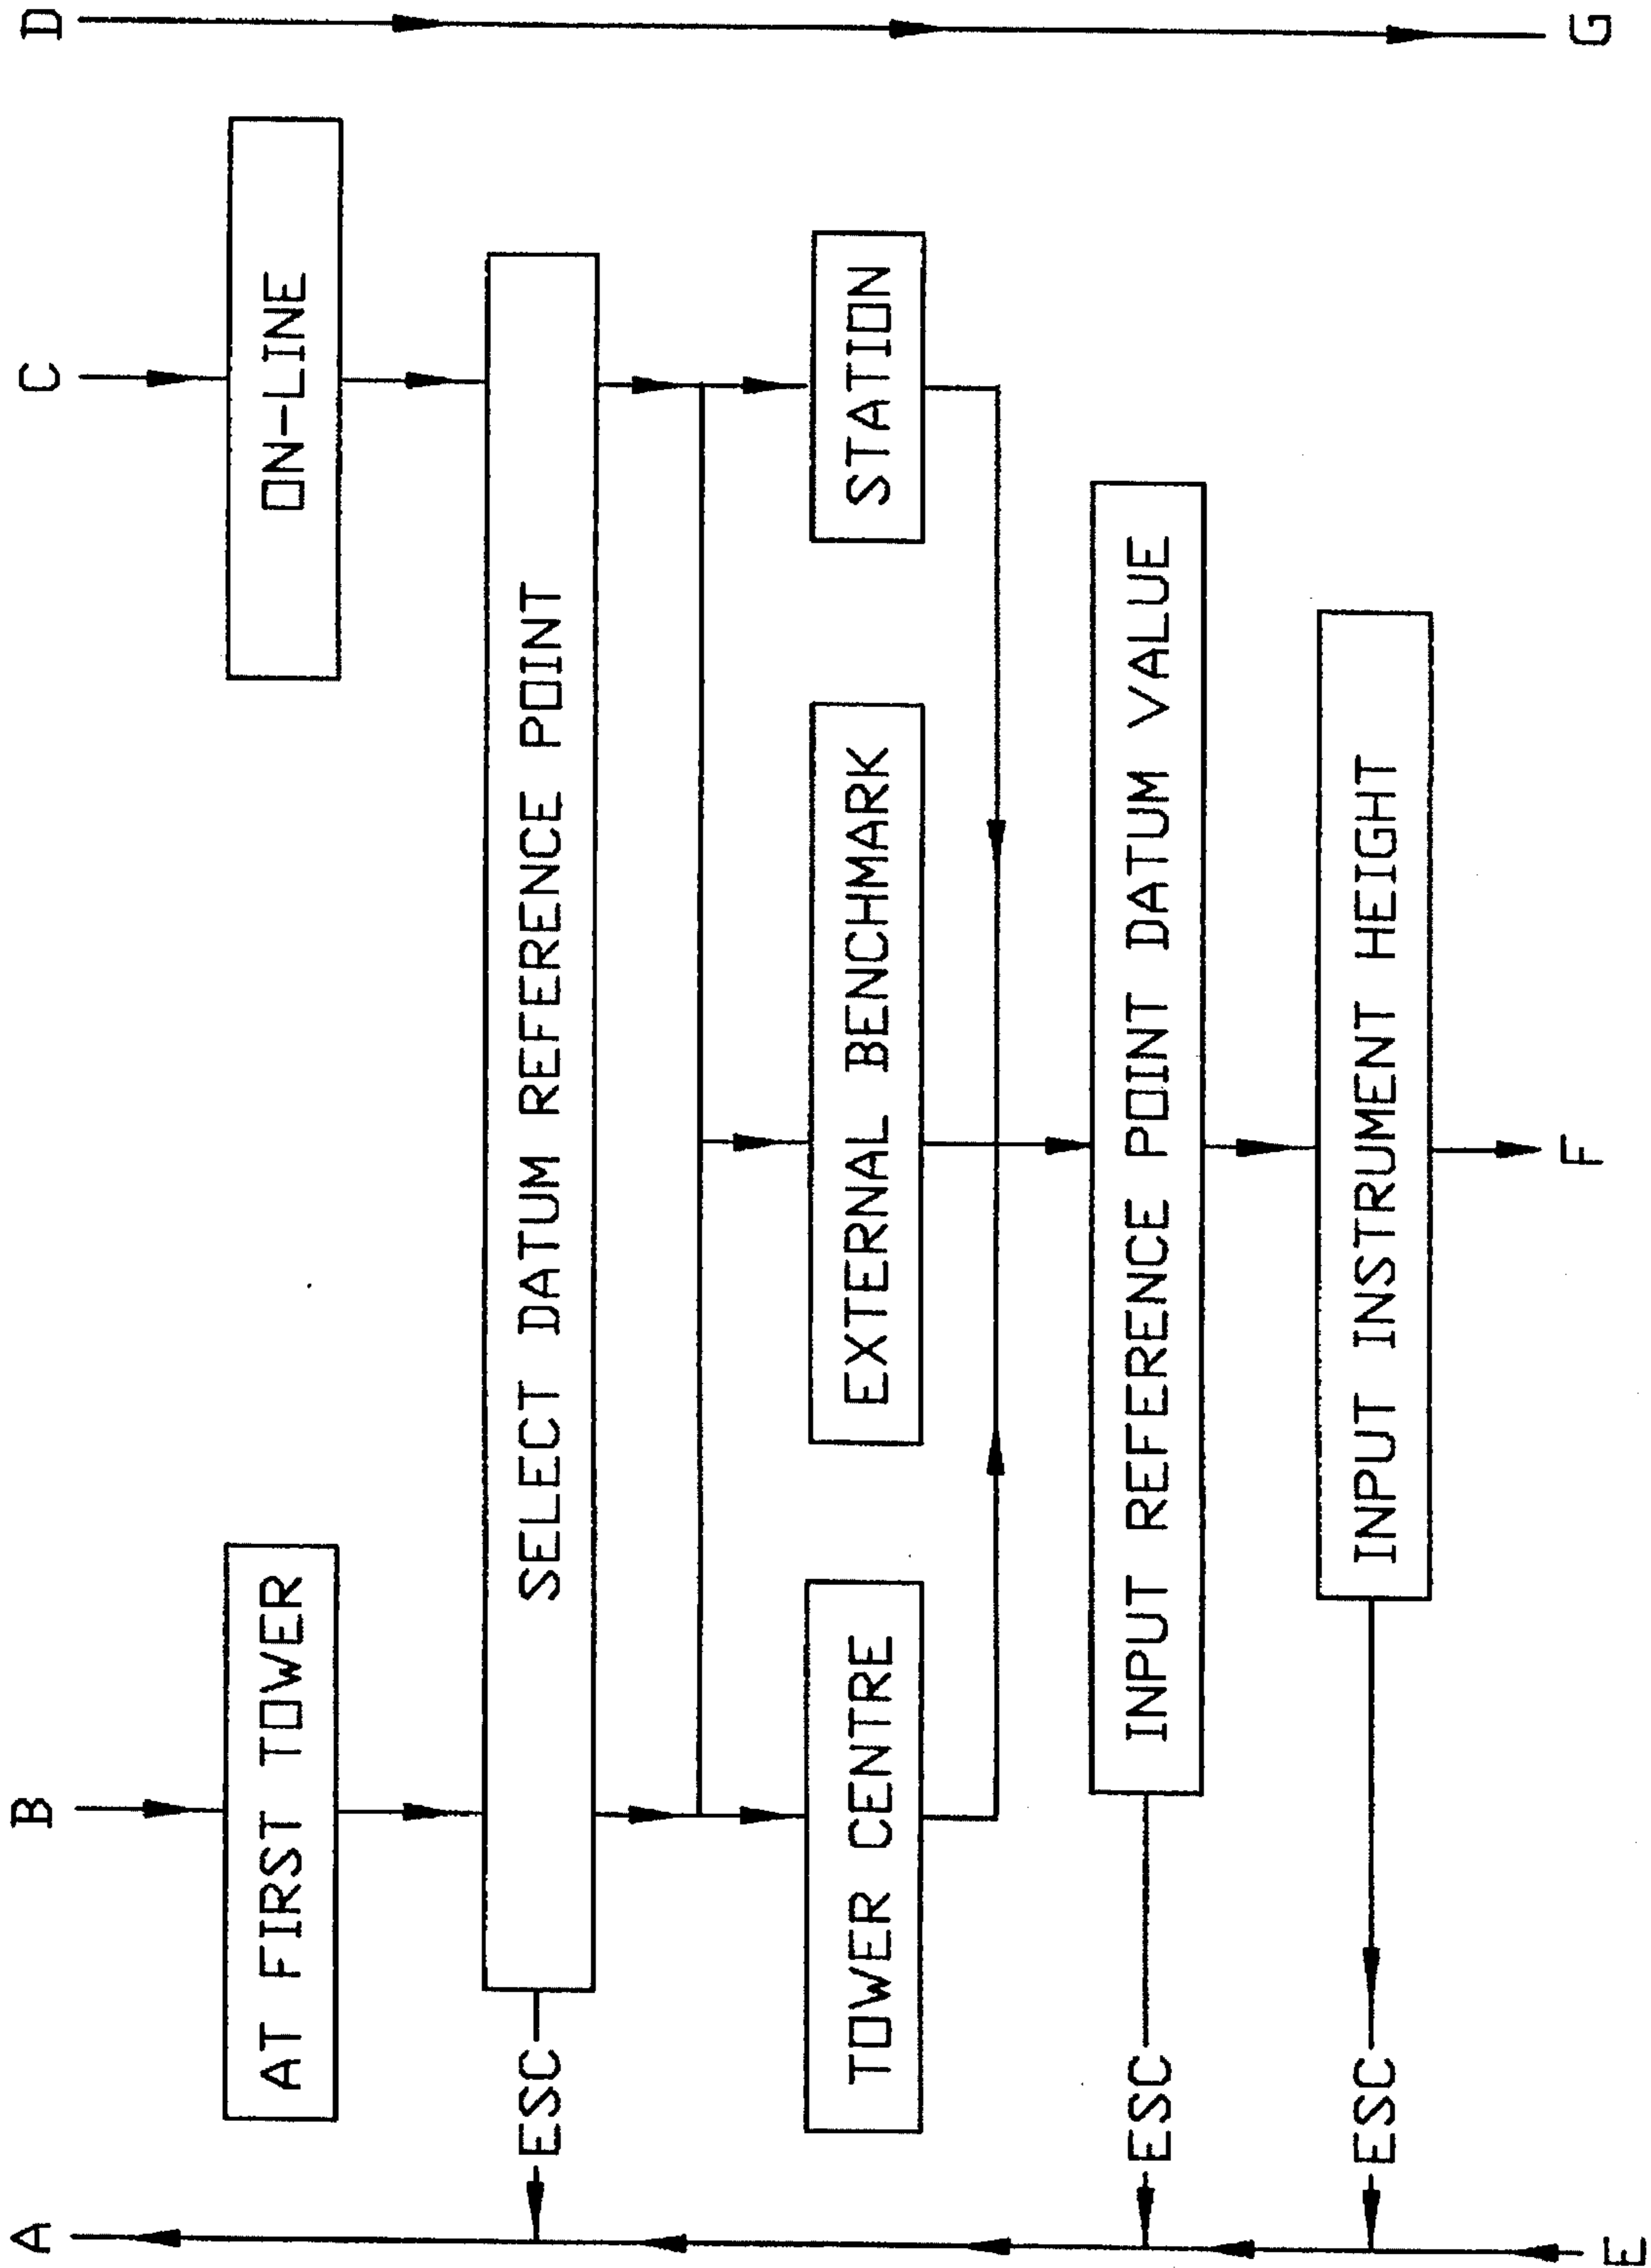 A
B
C
D
AT FIRST TOWER
ON-LINE
ESC
SELECT DATUM REFERENCE POINT
TOWER CENTRE
EXTERNAL BENCHMARK
STATION
ESC
INPUT REFERENCE POINT DATUM VALUE
ESC
INPUT INSTRUMENT HEIGHT
E
F
G